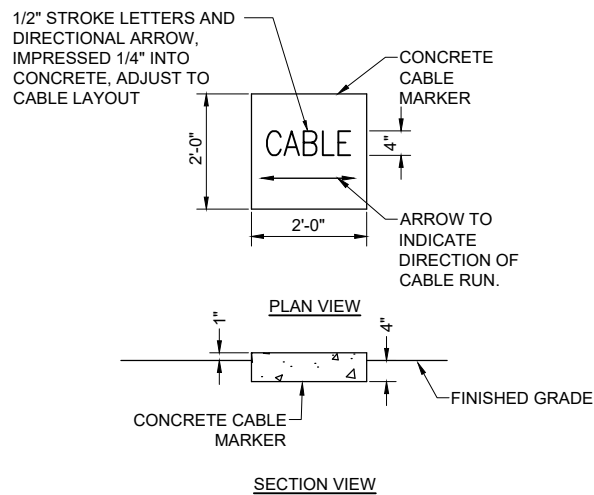 1/2" STROKE LETTERS AND
DIRECTIONAL ARROW,
IMPRESSED 1/4" INTO
CONCRETE, ADJUST TO
CABLE LAYOUT
CONCRETE
CABLE
MARKER
2'-0"
CABLE
4"
2'-0"
ARROW TO
INDICATE
DIRECTION OF
CABLE RUN.
PLAN VIEW
1"
4"
FINISHED GRADE
CONCRETE CABLE
MARKER
SECTION VIEW